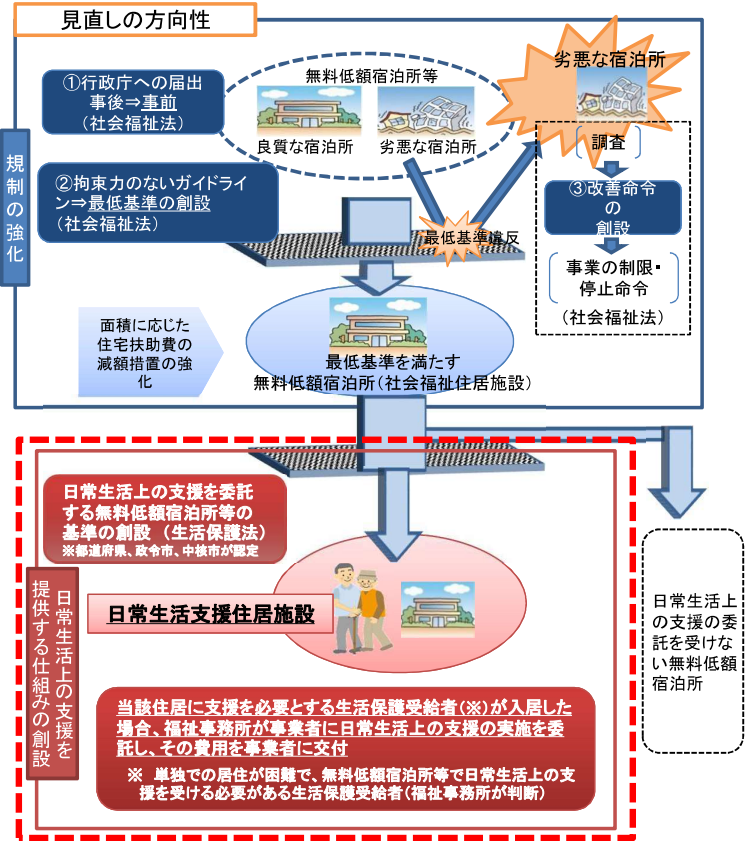 見直しの方向性
①行政庁への届出
事後⇒事前
(社会福祉法)
無料低額宿泊所等
良質な宿泊所
劣悪な宿泊所
劣悪な宿泊所
調査
③改善命令
の
創設
事業の制限・
停止命令
(社会福祉法)
規制の強化
②拘束力のないガイドライ
ン⇒最低基準の創設
(社会福祉法)
最低基準違反
面積に応じた
住宅扶助費の
減額措置の強
化
最低基準を満たす
無料低額宿泊所(社会福祉住居施設)
日常生活上の支援を委託
する無料低額宿泊所等の
基準の創設 (生活保護法)
※都道府県、政令市、中核市が認定
日常生活上の支援を
提供する仕組みの創設
日常生活支援住居施設
日常生活上
の支援の委
託を受けな
い無料低額
宿泊所
当該住居に支援を必要とする生活保護受給者(※)が入居した
場合、福祉事務所が事業者に日常生活上の支援の実施を委
託し、その費用を事業者に交付
※ 単独での居住が困難で、無料低額宿泊所等で日常生活上の支
援を受ける必要がある生活保護受給者(福祉事務所が判断)